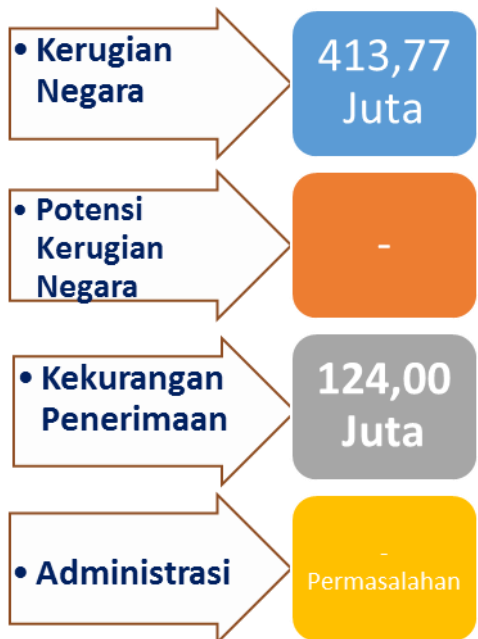 • Kerugian
Negara
413,77
Juta
• Potensi
Kerugian
Negara
-
• Kekurangan
Penerimaan
124,00
Juta
• Administrasi
-
Permasalahan